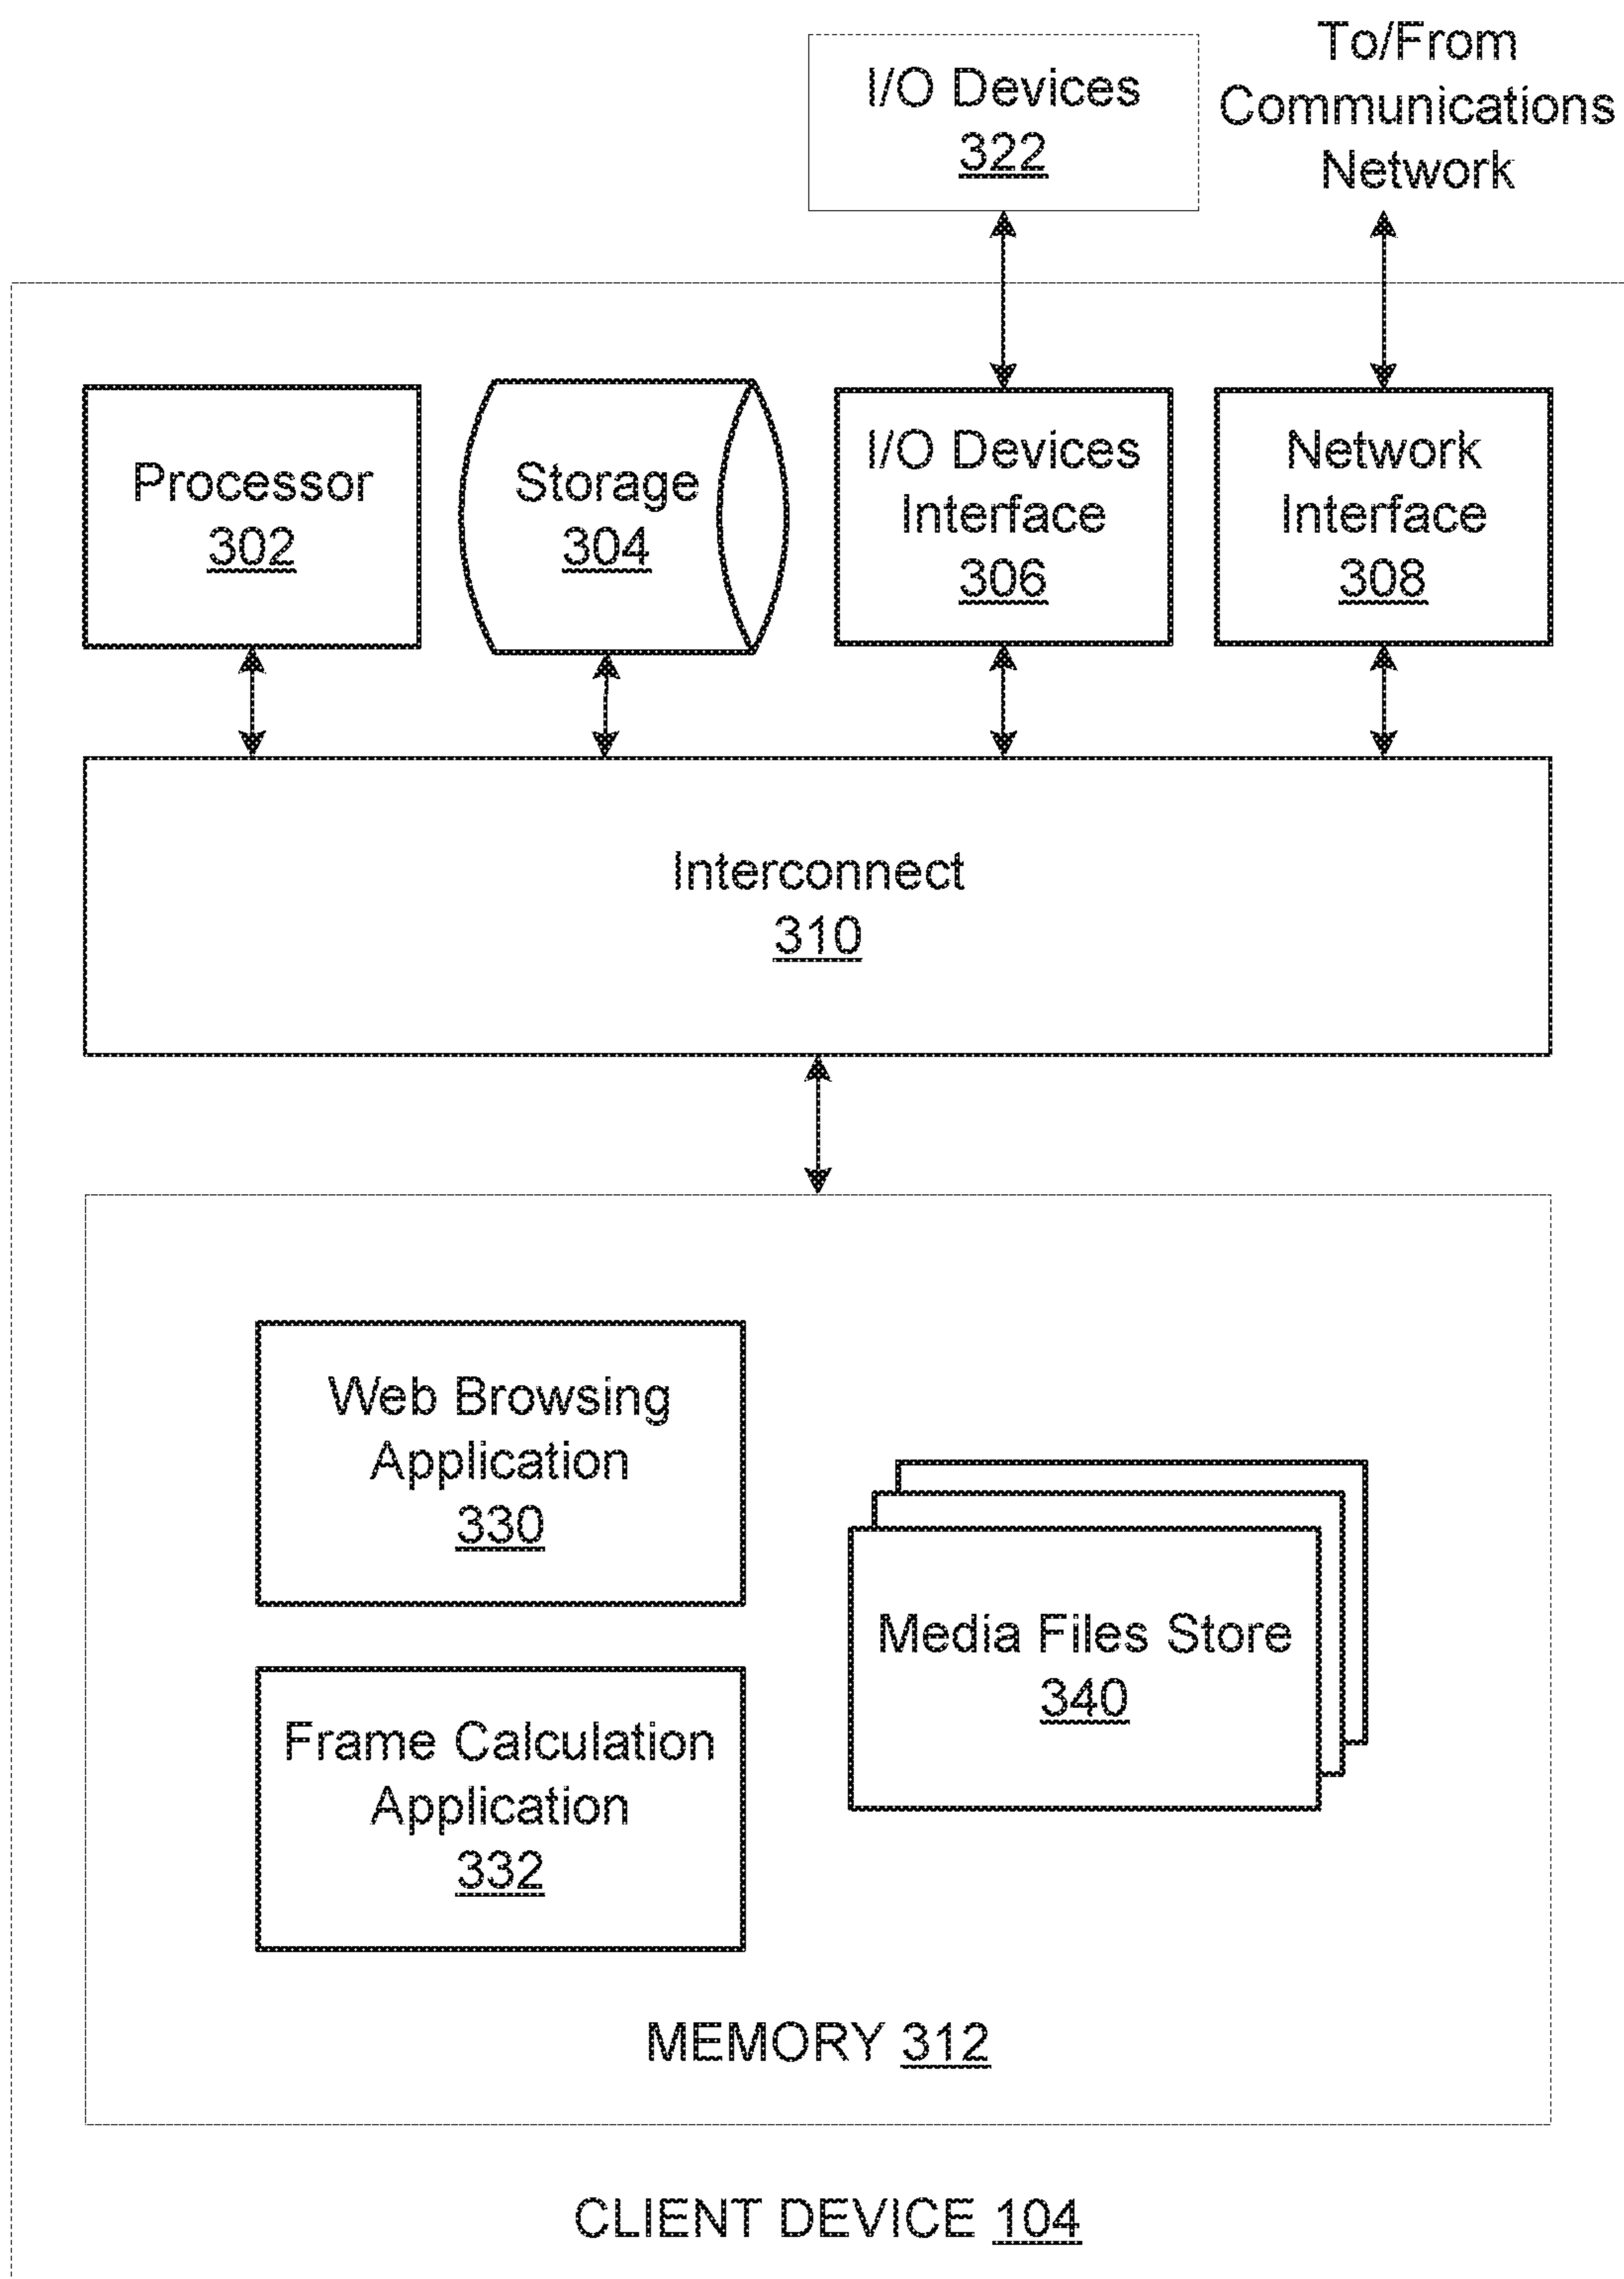 I/O Devices
322
To/From
Communications
Network
Processor
302
Storage
304
I/O Devices
Interface
306
Network
Interface
308
Interconnect
310
Web Browsing
Application
330
Media Files Store
340
Frame Calculation
Application
332
MEMORY 312
CLIENT DEVICE 104